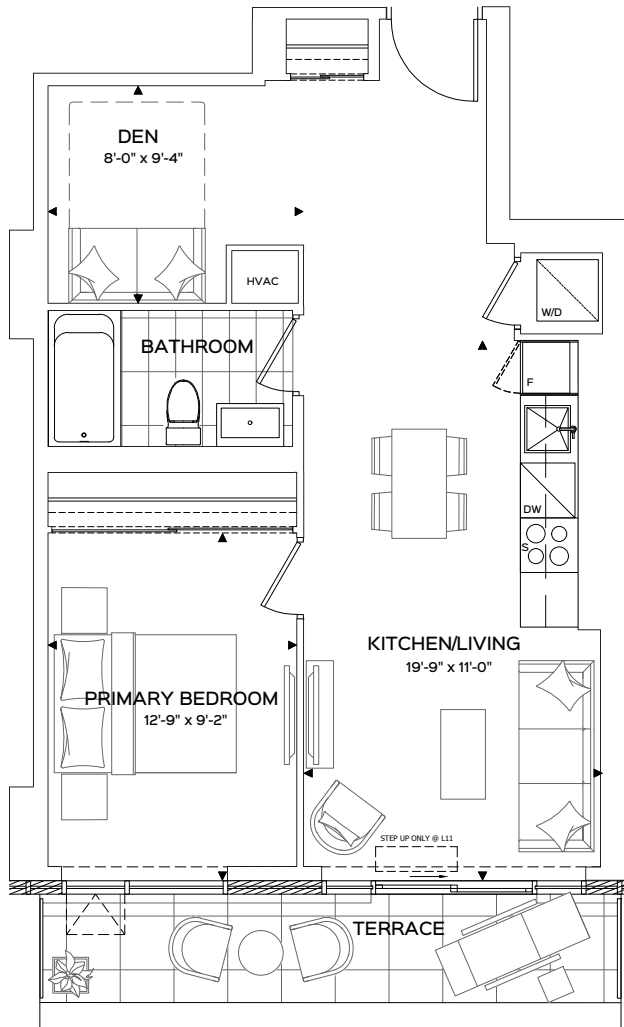 DEN
8'-0" x 9'-4"
HVAC
W/D
BATHROOM
F
DW
S
KITCHEN/LIVING
19'-9" x 11'-0"
PRIMARY BEDROOM
12'-9" x 9'-2"
STEP UP ONLY @ L11
TERRACE